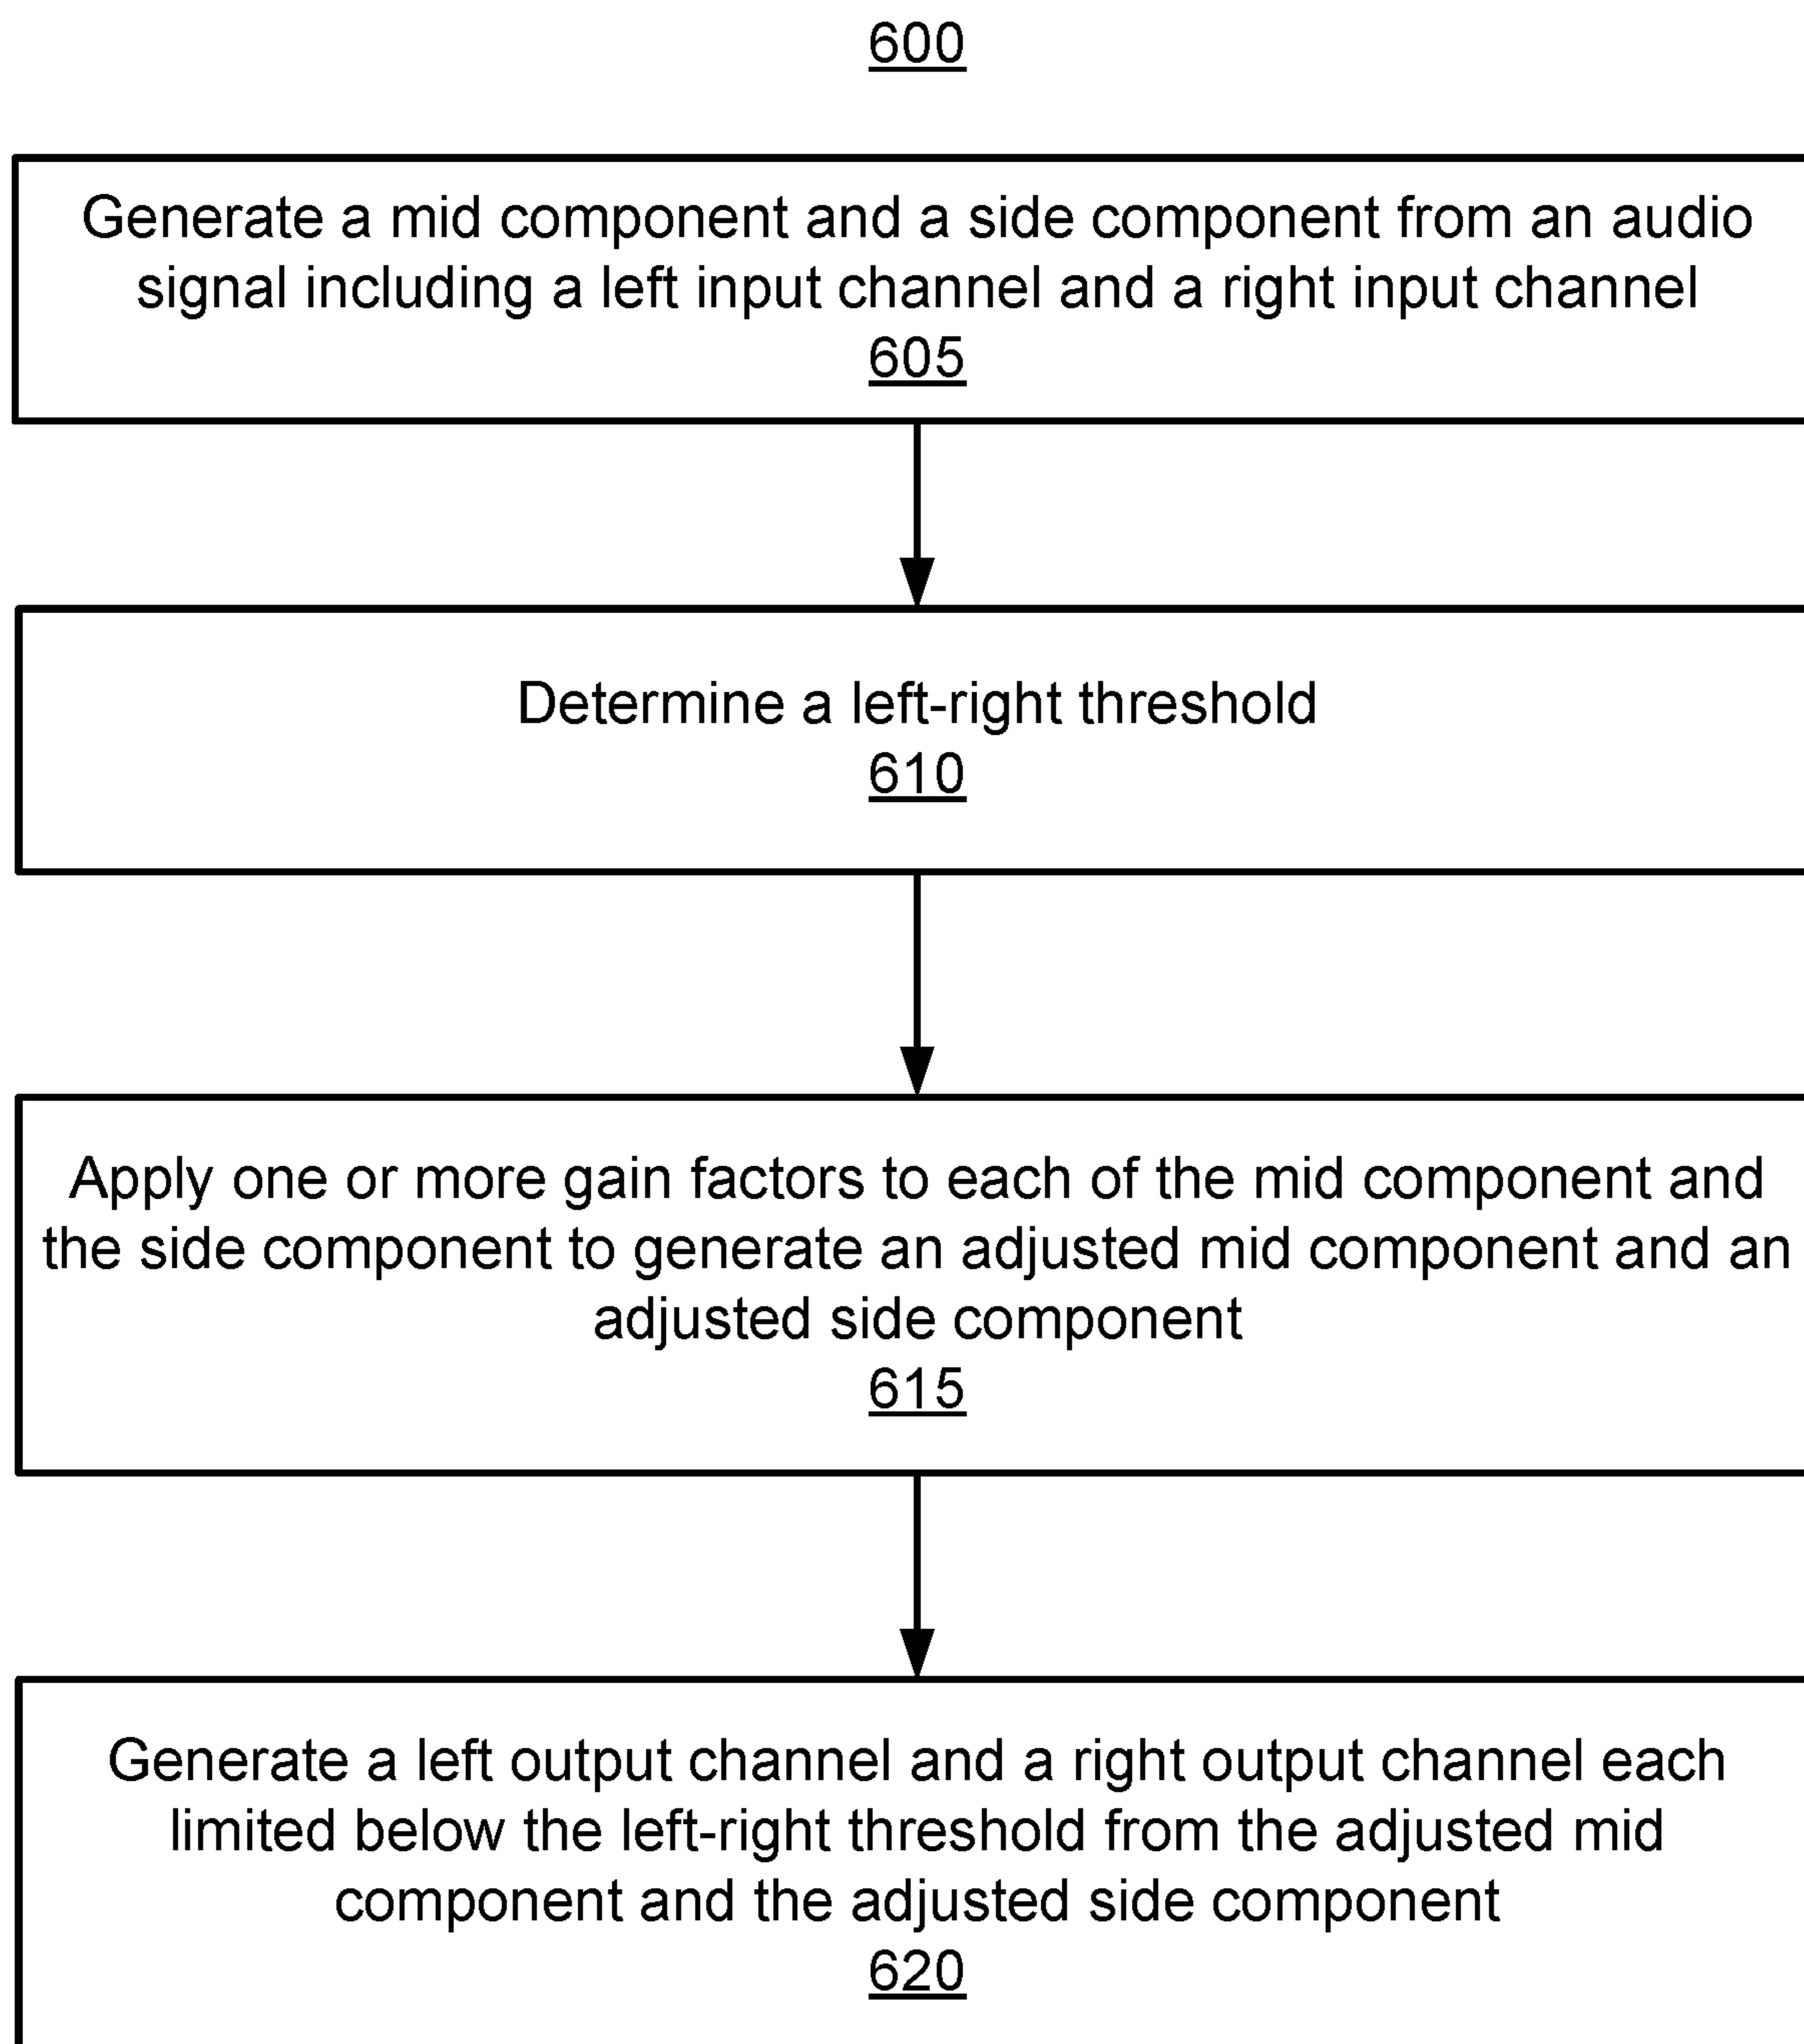 600
Generate a mid component and a side component from an audio
signal including a left input channel and a right input channel
605
Determine a left-right threshold
610
Apply one or more gain factors to each of the mid component and
the side component to generate an adjusted mid component and an
adjusted side component
615
Generate a left output channel and a right output channel each
limited below the left-right threshold from the adjusted mid
component and the adjusted side component
620